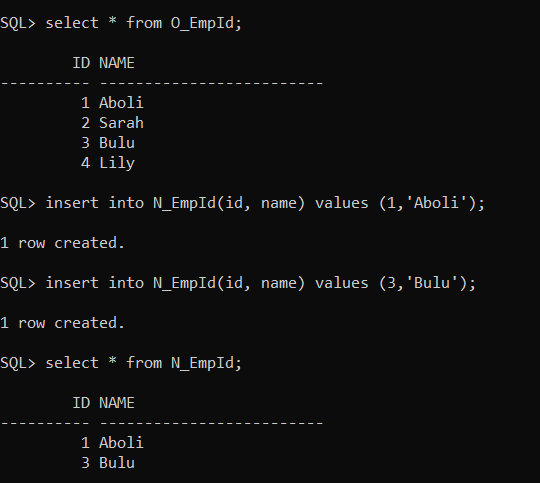 SQL> select * from O_EmpId;
        ID NAME
---------- -------------------------
         1 Aboli
         2 Sarah
         3 Bulu
         4 Lily
SQL> insert into N_EmpId(id, name) values (1,'Aboli');
1 row created.
SQL> insert into N_EmpId(id, name) values (3,'Bulu');
1 row created.
SQL> select * from N_EmpId;
        ID NAME
---------- -------------------------
         1 Aboli
         3 Bulu